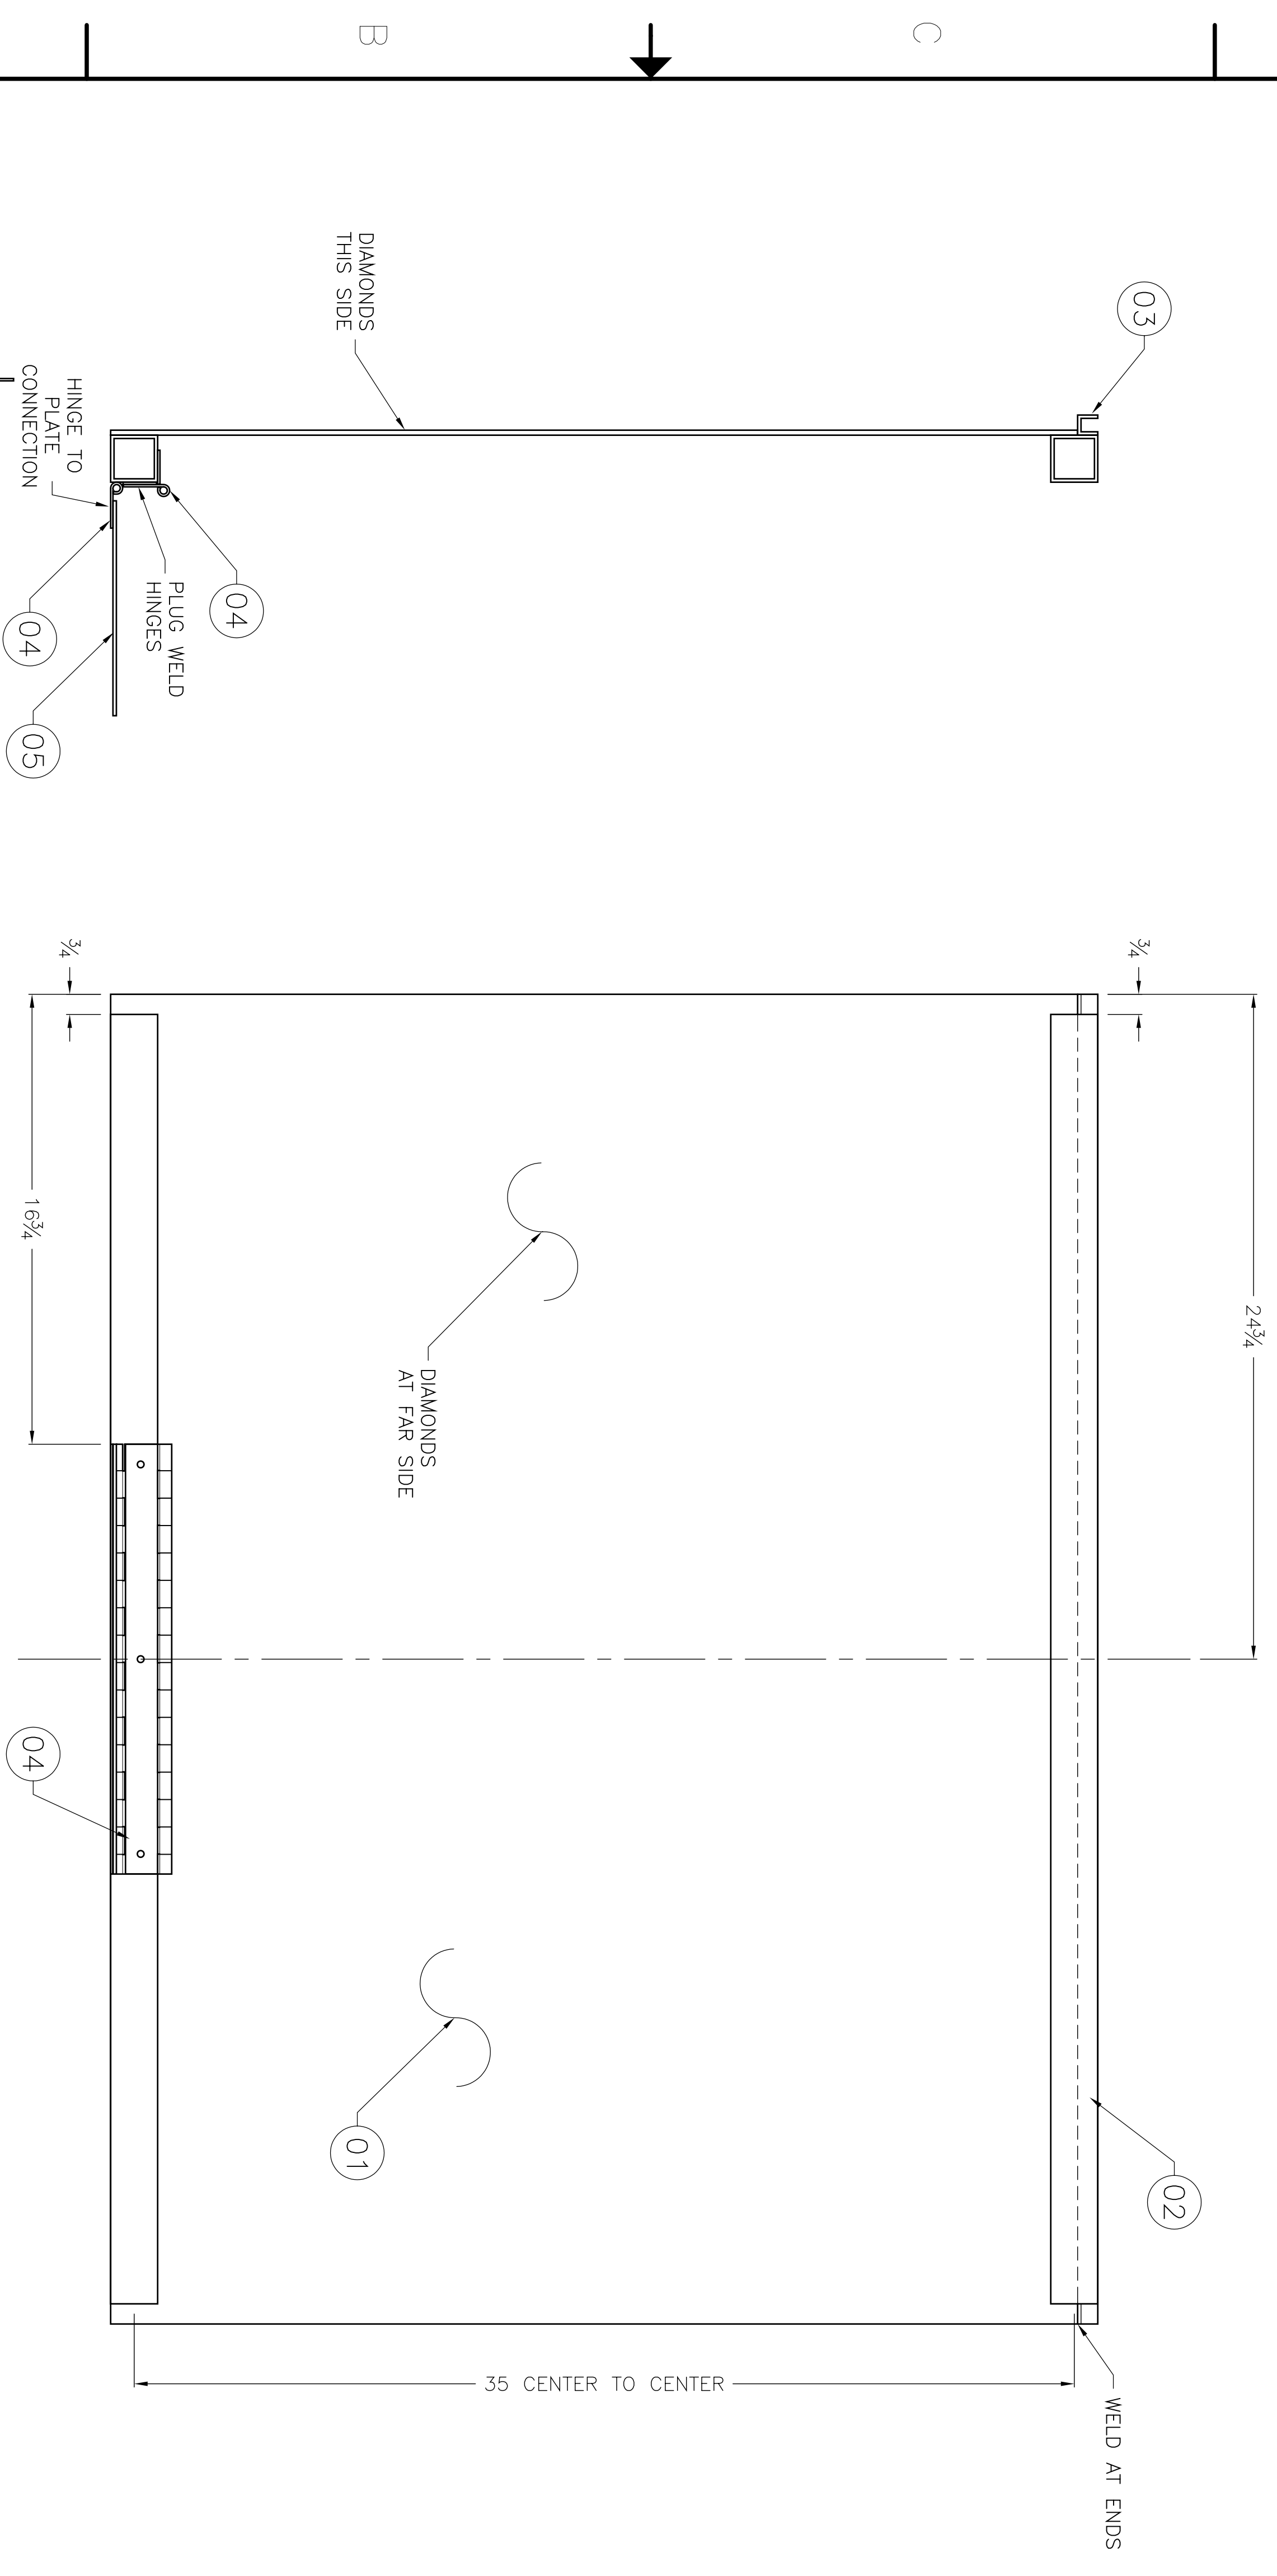 B
C
03
DIAMONDS
THIS SIDE
HINGE TO
PLATE
CONNECTION
04
PLUG WELD
HINGES
04
05
¾
¾
24¾
16¾
DIAMONDS
AT FAR SIDE
04
01
02
35 CENTER TO CENTER
WELD AT ENDS